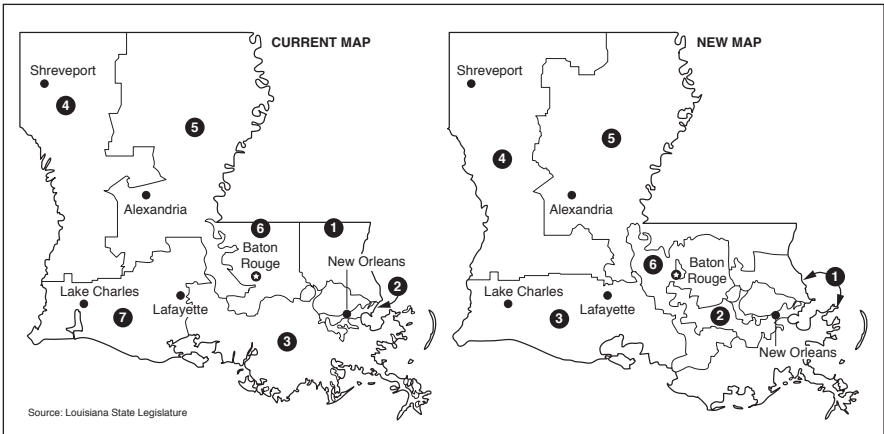 CURRENT MAP
Shreveport
4
5
Alexandria
6
1
Baton
Rouge
New Orleans
2
Lake Charles
Lafayette
7
3
Source: Louisiana State Legislature
NEW MAP
Shreveport
4
5
Alexandria
6
Baton
Rouge
1
Lake Charles
Lafayette
3
2
New Orleans